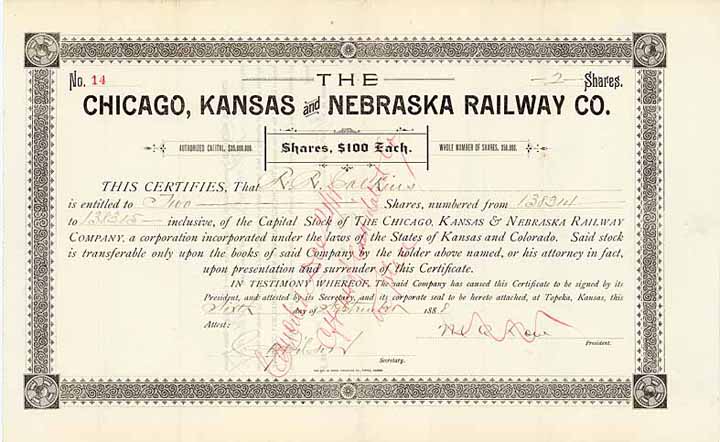 No. 14 THE 2 Shares.
CHICAGO, KANSAS and NEBRASKA RAILWAY CO.
AUTHORIZED CAPITAL, Shares, $100 Each. WHOLE NUMBER OF SHARES,
THIS CERTIFIES, That R. R. Calkins
is entitled to Two Shares, numbered from 138314
to 138315 inclusive, of the Capital Stock of THE CHICAGO, KANSAS & NEBRASKA RAILWAY
COMPANY, a corporation incorporated under the laws of the States of Kansas and Colorado. Said stock
is transferable only upon the books of said Company by the holder above named, or his attorney in fact,
upon presentation and surrender of this Certificate.
IN TESTIMONY WHEREOF, The said Company has caused this Certificate to be signed by its
President, and attested by its Secretary, and its corporate seal to be hereto attached, at Topeka, Kansas, this
Sixth day of September 1888
Attest:
President.
Secretary.